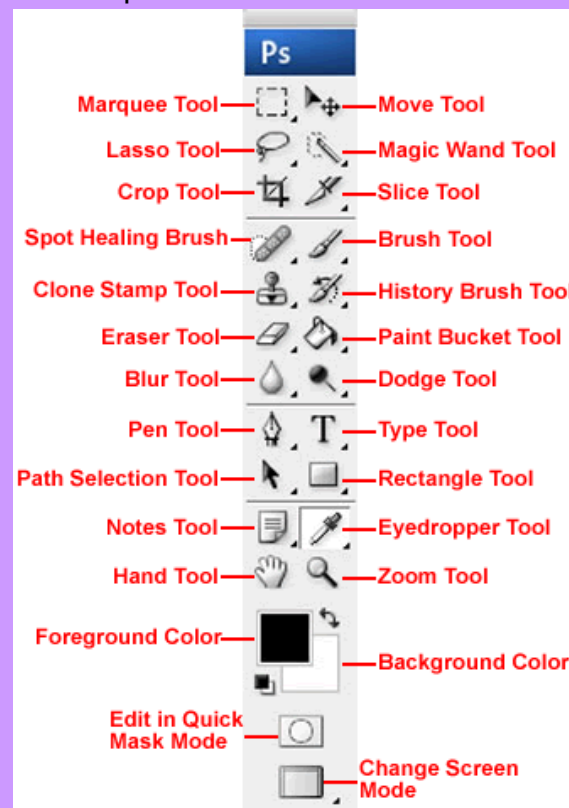 Ps
Marquee Tool Move Tool
Lasso Tool Magic Wand Tool
Crop Tool Slice Tool
Spot Healing Brush Brush Tool
Clone Stamp Tool History Brush Tool
Eraser Tool Paint Bucket Tool
Blur Tool Dodge Tool
Pen Tool T Type Tool
Path Selection Tool Rectangle Tool
Notes Tool Eyedropper Tool
Hand Tool Zoom Tool
Foreground Color
Background Color
Edit in Quick
Mask Mode
Change Screen
Mode